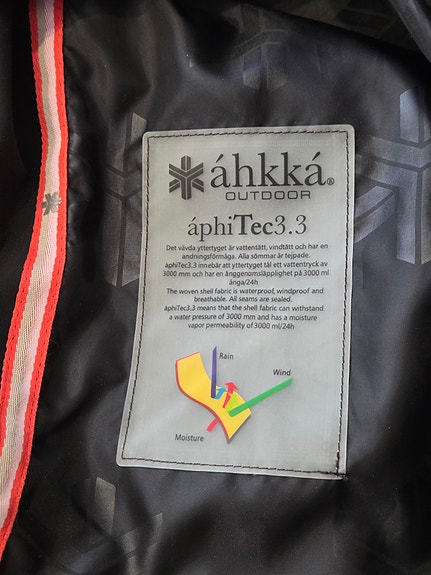 áhkká®
OUTDOOR
áphiTec3.3
Det vävda yttertyget är vattentätt, vindtätt och har en
andningsförmåga. Alla sömmar är tejpade.
áphiTec3.3 innebär att yttertyget tål ett vattentryck av
3000 mm och har en ånggenomsläpplighet på 3000 ml
ånga/24h
The woven shell fabric is waterproof, windproof and
breathable. All seams are sealed.
áphiTec3.3 means that the shell fabric can withstand
a water pressure of 3000 mm and has a moisture
vapor permeability of 3000 ml/24h
Rain
Wind
Moisture